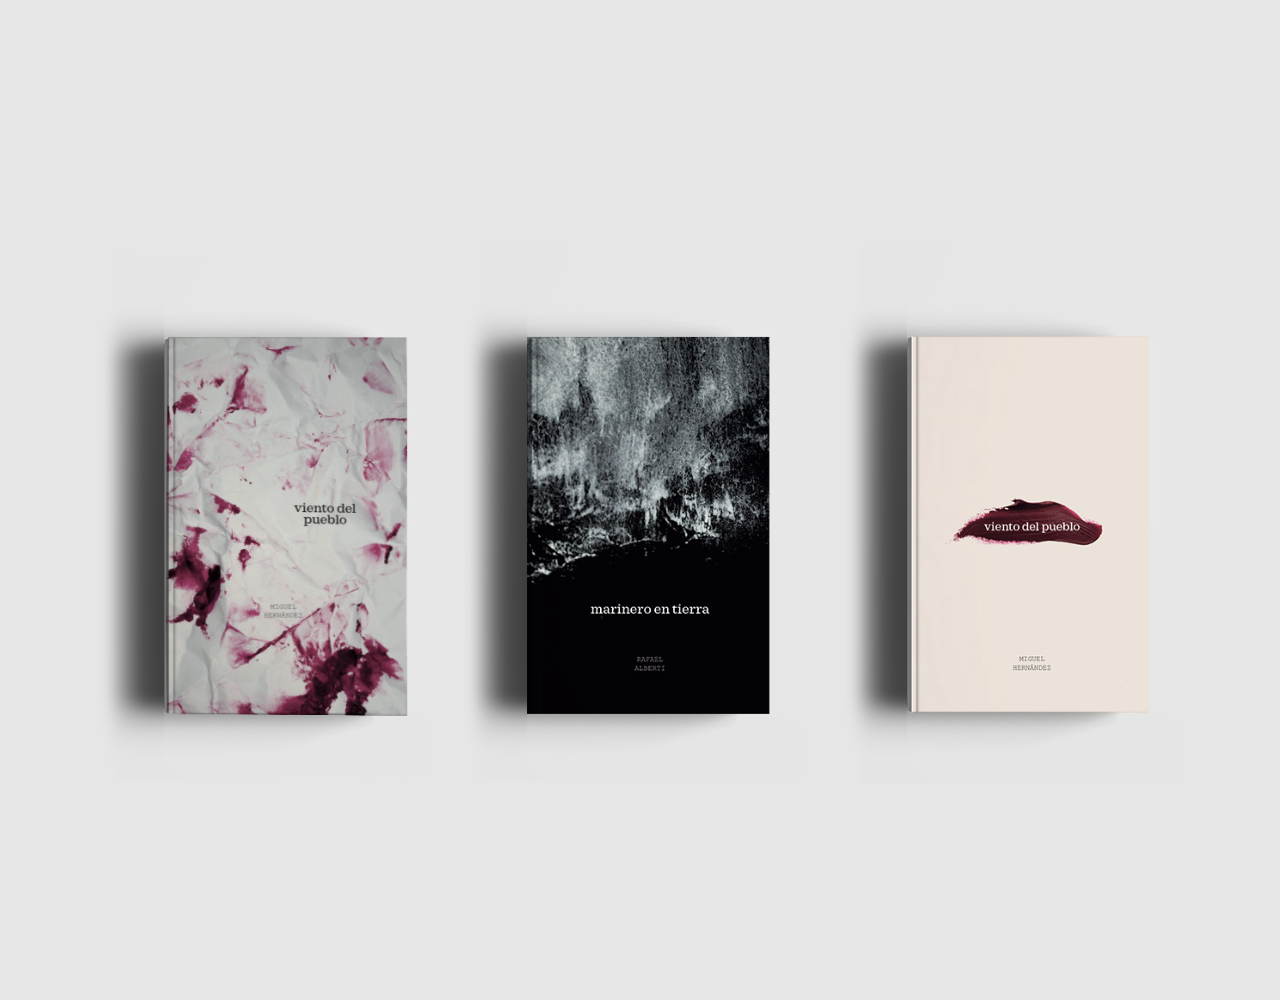 viento del
pueblo
MIGUEL
HERNÁNDEZ
marinero en tierra
RAFAEL
ALBERTI
viento del pueblo
MIGUEL
HERNÁNDEZ